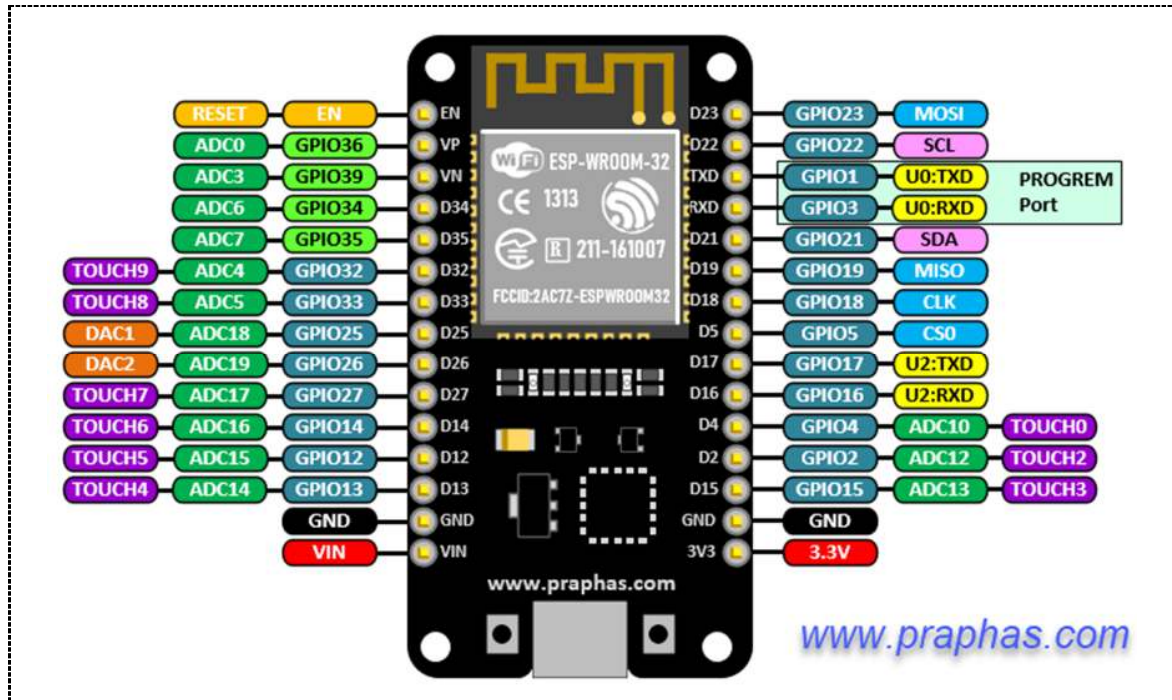 RESET EN EN D23 GPIO23 MOSI
ADC0 GPIO36 VP D22 GPIO22 SCL
ADC3 GPIO39 VN TXD GPIO1 U0:TXD PROGREM
ADC6 GPIO34 D34 RXD GPIO3 U0:RXD Port
ADC7 GPIO35 D35 D21 GPIO21 SDA
TOUCH9 ADC4 GPIO32 D32 D19 GPIO19 MISO
TOUCH8 ADC5 GPIO33 D33 D18 GPIO18 CLK
DAC1 ADC18 GPIO25 D25 D5 GPIO5 CS0
DAC2 ADC19 GPIO26 D26 D17 GPIO17 U2:TXD
TOUCH7 ADC17 GPIO27 D27 D16 GPIO16 U2:RXD
TOUCH6 ADC16 GPIO14 D14 D4 GPIO4 ADC10 TOUCH0
TOUCH5 ADC15 GPIO12 D12 D2 GPIO2 ADC12 TOUCH2
TOUCH4 ADC14 GPIO13 D13 D15 GPIO15 ADC13 TOUCH3
GND GND GND GND
VIN VIN 3V3 3.3V
WiFi ESP-WROOM-32
CE 1313
R 211-161007
FCCID:2AC7Z-ESPWROOM32
www.praphas.com
www.praphas.com